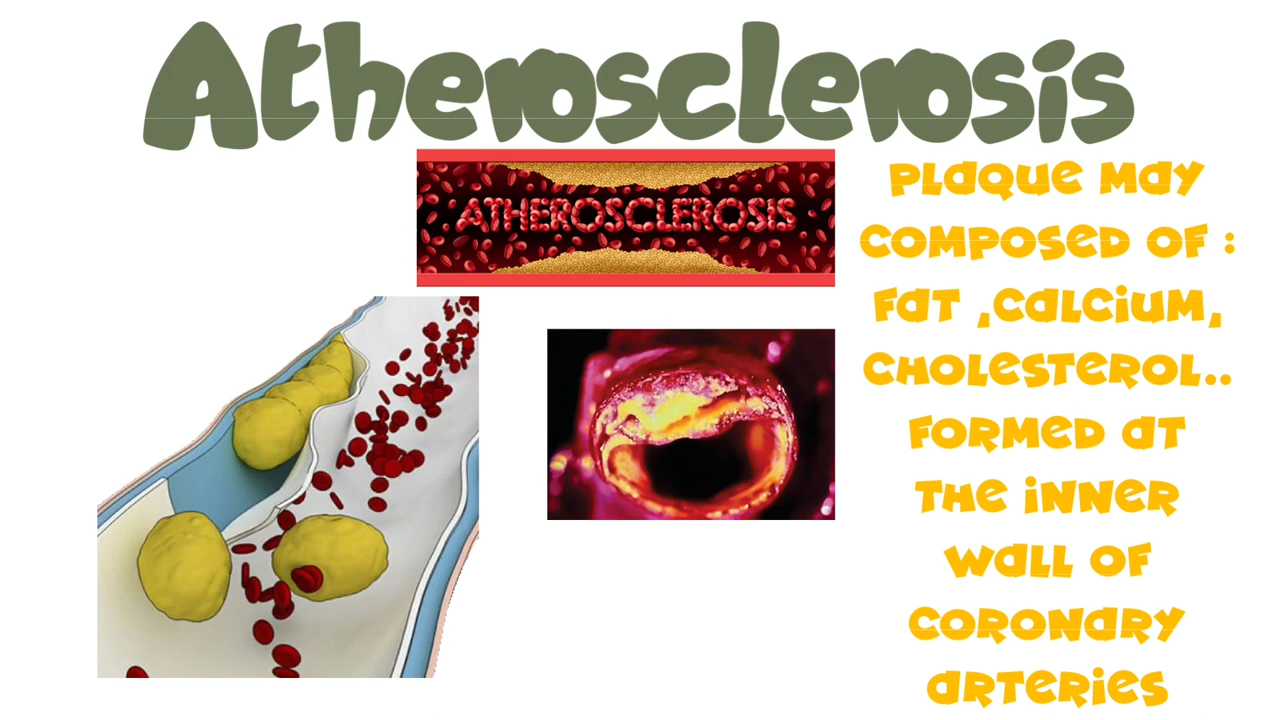 Atherosclerosis
ATHEROSCLEROSIS
Plaque may
composed of :
Fat ,calcium,
cholesterol..
Formed at
the inner
wall of
coronary
arteries